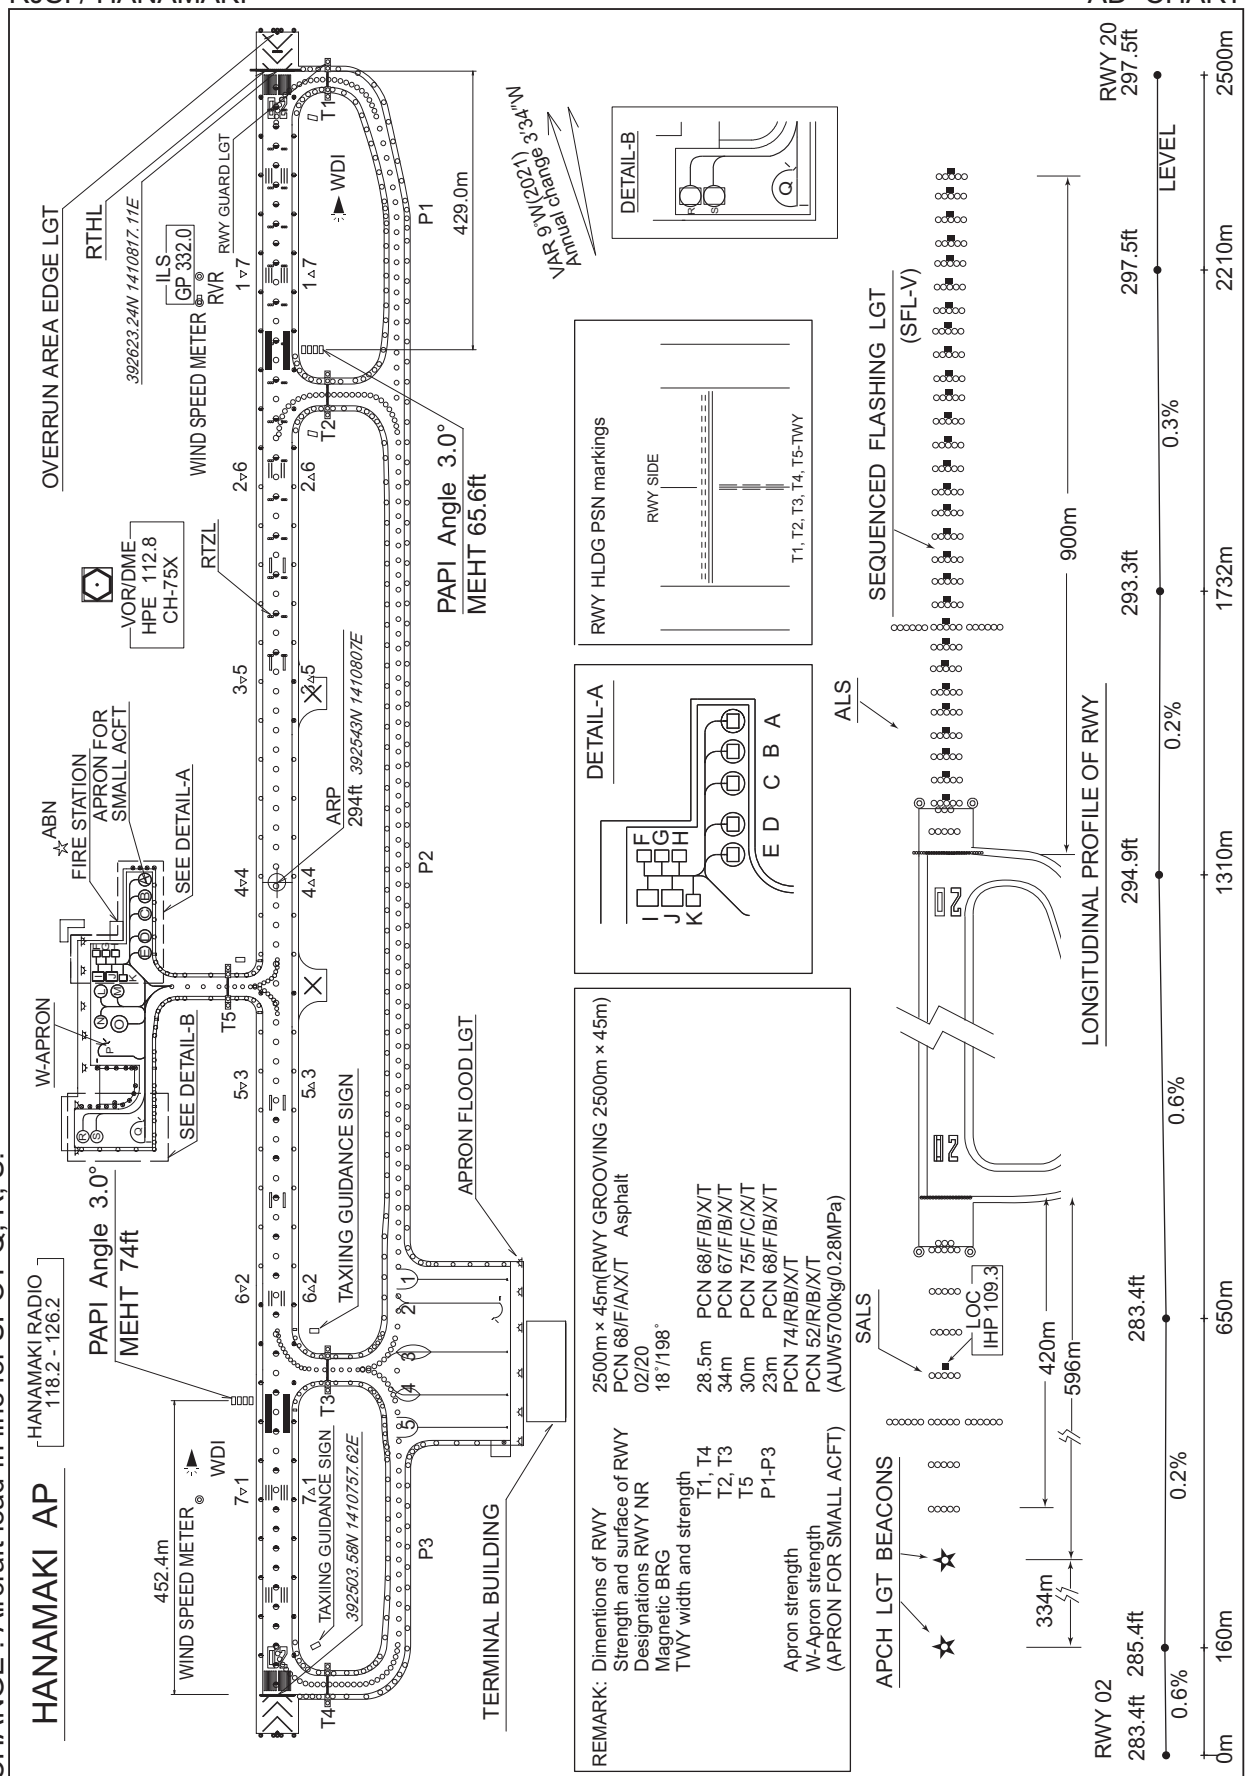 RJSI / HANAMAKI
AD CHART
HANAMAKI AP
HANAMAKI RADIO
118.2 - 126.2
PAPI Angle 3.0°
MEHT 74ft
452.4m
WIND SPEED METER
WDI
W-APRON
SEE DETAIL-B
ABN
FIRE STATION
APRON FOR
SMALL ACFT
SEE DETAIL-A
VOR/DME
HPE 112.8
CH-75X
OVERRUN AREA EDGE LGT
RTHL
392623.24N 1410817.11E
ILS
GP 332.0
WIND SPEED METER
RVR
RWY GUARD LGT
RTZL
WDI
7▽1
6▽2
5▽3
4▽4
3▽5
2▽6
1▽7
7△1
6△2
5△3
4△4
3△5
2△6
1△7
T5
A
B
C
D
E
F
G
H
I
J
K
L
M
N
O
P
Q
R
S
T4
T3
T2
T1
TAXIING GUIDANCE SIGN
392503.58N 1410757.62E
TAXIING GUIDANCE SIGN
ARP
294ft 392543N 1410807E
PAPI Angle 3.0°
MEHT 65.6ft
429.0m
P3
P2
P1
5
4
3
2
1
TERMINAL BUILDING
APRON FLOOD LGT
VAR 9°W(2021)
Annual change 3'34"W
REMARK: Dimentions of RWY 2500m × 45m(RWY GROOVING 2500m × 45m)
Strength and surface of RWY PCN 68/F/A/X/T Asphalt
Designations RWY NR 02/20
Magnetic BRG 18°/198°
TWY width and strength
T1, T4 28.5m PCN 68/F/B/X/T
T2, T3 34m PCN 67/F/B/X/T
T5 30m PCN 75/F/C/X/T
P1-P3 23m PCN 68/F/B/X/T
Apron strength PCN 74/R/B/X/T
W-Apron strength PCN 52/R/B/X/T
(APRON FOR SMALL ACFT) (AUW5700kg/0.28MPa)
DETAIL-A
F
G
H
I
J
K
E D C B A
RWY HLDG PSN markings
RWY SIDE
T1, T2, T3, T4, T5-TWY
DETAIL-B
Q
APCH LGT BEACONS
SALS
LOC
IHP 109.3
334m
420m
596m
02
ALS
SEQUENCED FLASHING LGT
(SFL-V)
900m
LONGITUDINAL PROFILE OF RWY
RWY 02
RWY 20
283.4ft 285.4ft 283.4ft 294.9ft 293.3ft 297.5ft 297.5ft
0.6% 0.2% 0.6% 0.2% 0.3% LEVEL
0m 160m 650m 1310m 1732m 2210m 2500m